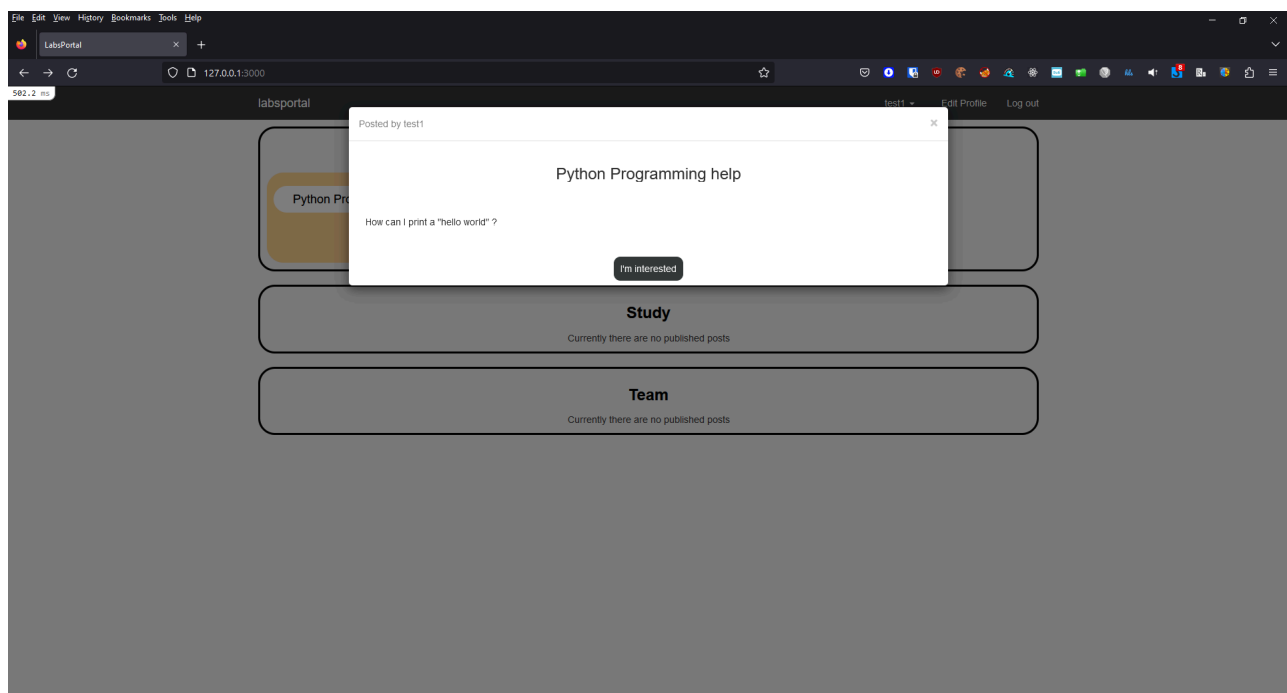 File Edit View History Bookmarks Tools Help
LabsPortal
127.0.0.1:3000
8
502.2 ms
labsportal test1 Edit Profile Log out
Posted by test1 ×
Python Programming help
Python Pro
How can I print a "hello world" ?
I'm interested
Study
Currently there are no published posts
Team
Currently there are no published posts